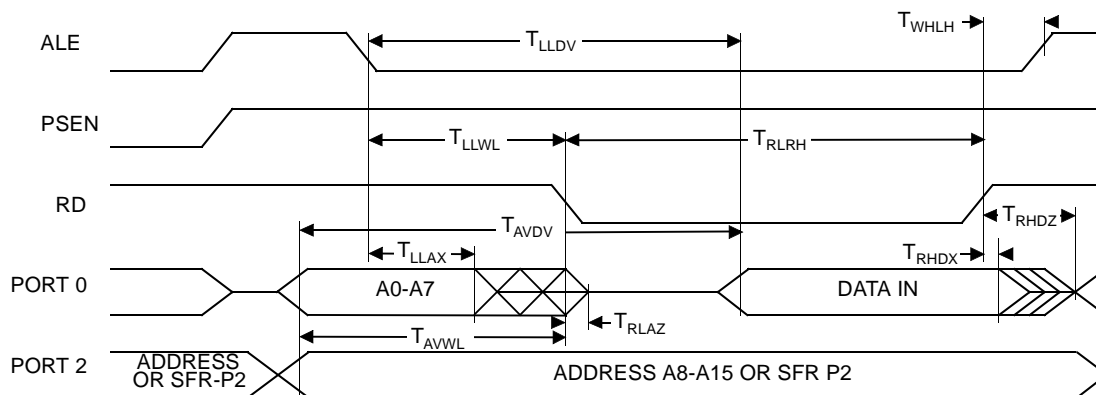 T_WHLH
ALE
T_LLDV
PSEN
T_LLWL
T_RLRH
RD
T_AVDV
T_RHDZ
T_LLAX
T_RHDX
PORT 0
A0-A7
DATA IN
T_RLAZ
T_AVWL
PORT 2
ADDRESS
OR SFR-P2
ADDRESS A8-A15 OR SFR P2